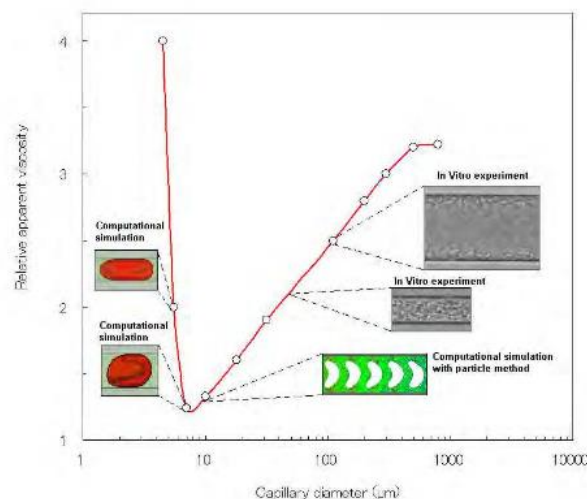 4
3
2
1
Relative apparent viscosity
1
10
100
1000
10000
Capillary diameter (μm)
Computational
simulation
Computational
simulation
In Vitro experiment
In Vitro experiment
Computational simulation
with particle method